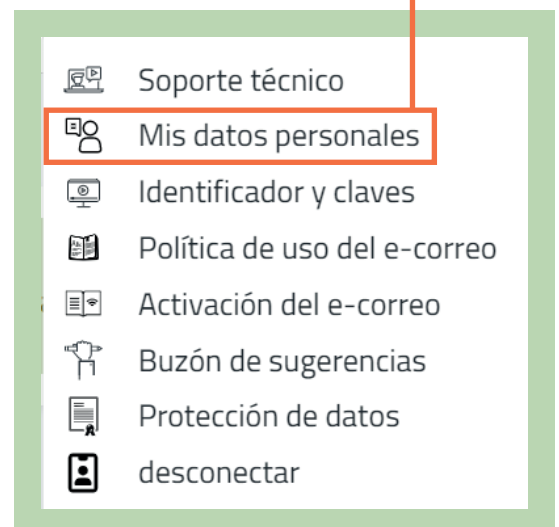 Soporte técnico
Mis datos personales
Identificador y claves
Política de uso del e-correo
Activación del e-correo
Buzón de sugerencias
Protección de datos
desconectar